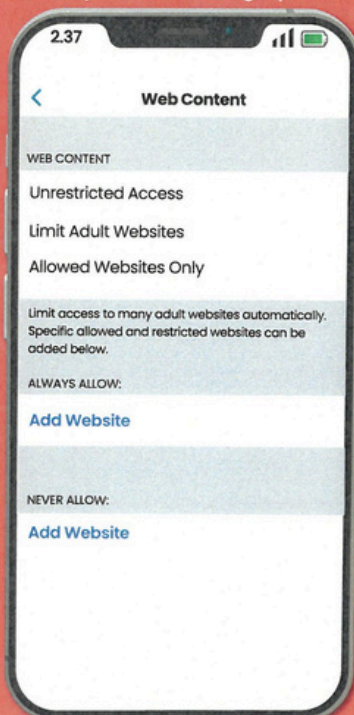 2.37
Web Content
WEB CONTENT
Unrestricted Access
Limit Adult Websites
Allowed Websites Only
Limit access to many adult websites automatically.
Specific allowed and restricted websites can be
added below.
ALWAYS ALLOW:
Add Website
NEVER ALLOW:
Add Website